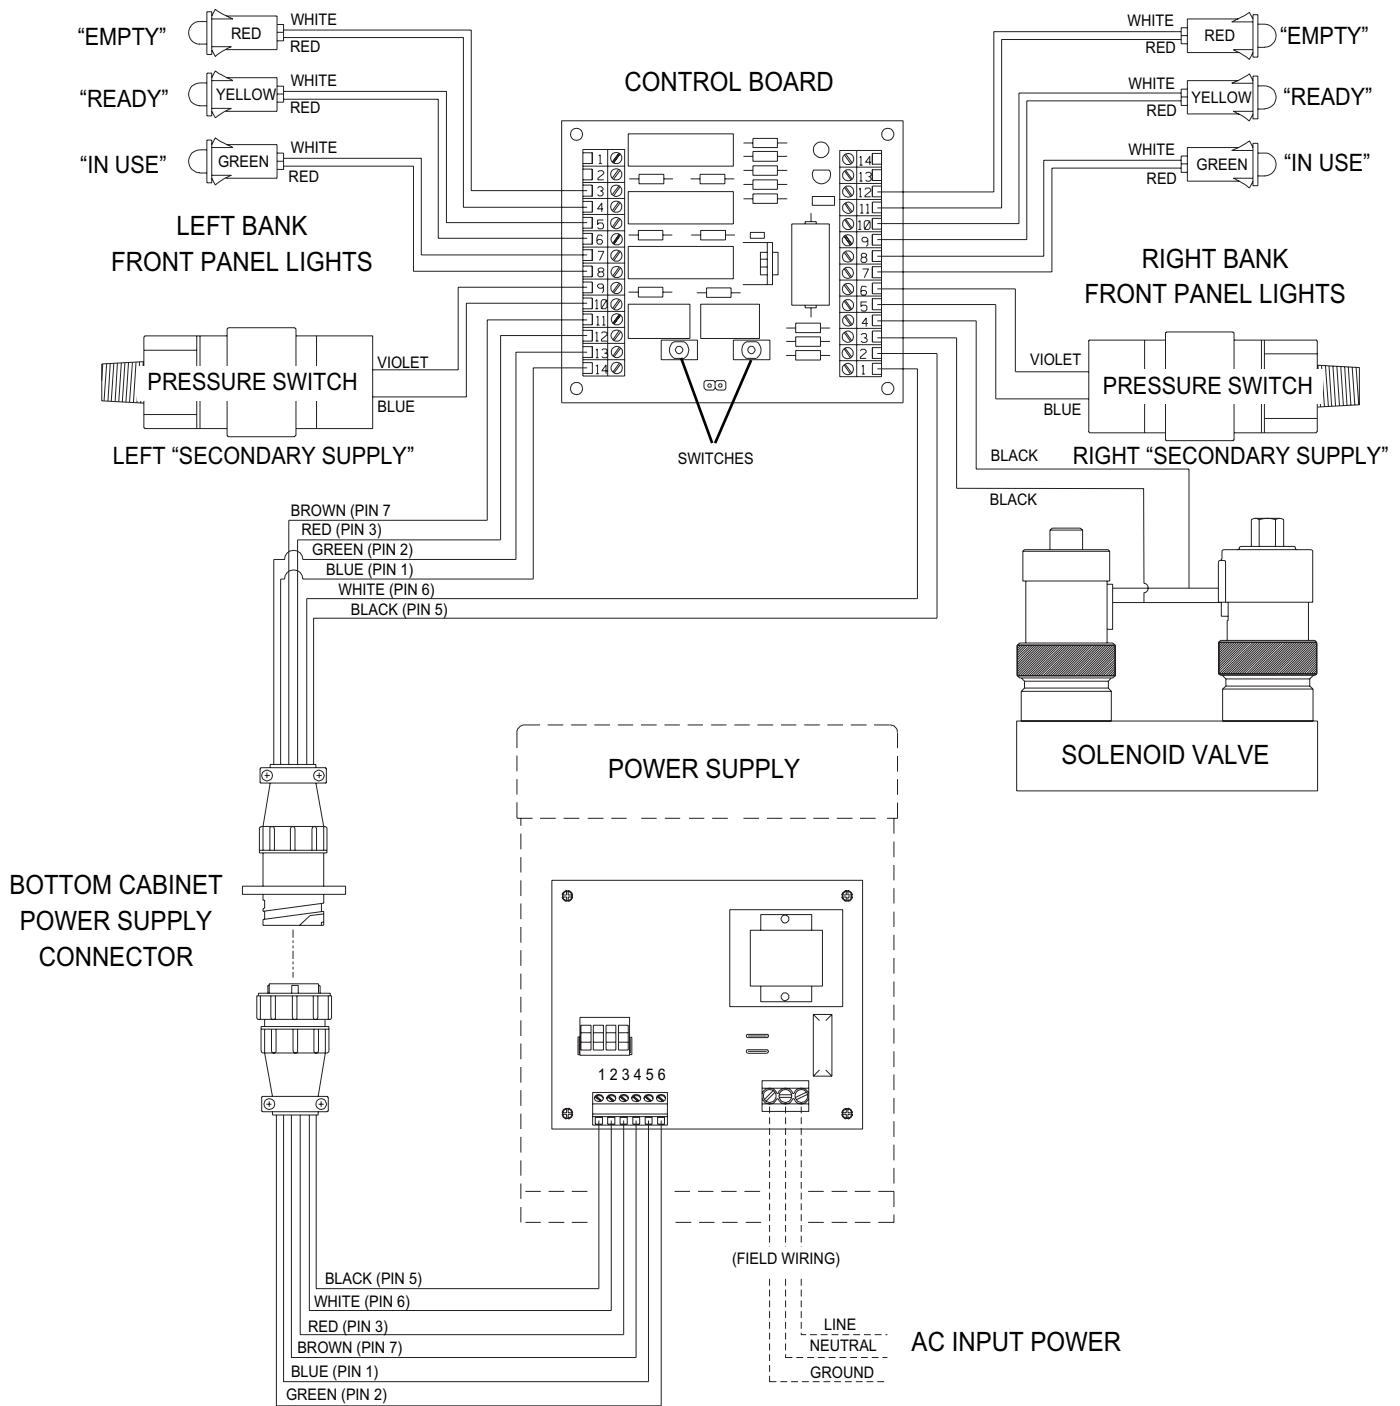 WHITE
"EMPTY"
RED
RED
WHITE
"READY"
YELLOW
RED
WHITE
"IN USE"
GREEN
RED
LEFT BANK
FRONT PANEL LIGHTS
CONTROL BOARD
WHITE
RED
"EMPTY"
RED
WHITE
YELLOW
"READY"
RED
WHITE
GREEN
"IN USE"
RED
RIGHT BANK
FRONT PANEL LIGHTS
1
2
3
4
5
6
7
8
9
10
11
12
13
14
14
13
12
11
10
9
8
7
6
5
4
3
2
1
SWITCHES
VIOLET
PRESSURE SWITCH
BLUE
LEFT "SECONDARY SUPPLY"
VIOLET
PRESSURE SWITCH
BLUE
RIGHT "SECONDARY SUPPLY"
BLACK
BLACK
SOLENOID VALVE
BROWN (PIN 7
RED (PIN 3)
GREEN (PIN 2)
BLUE (PIN 1)
WHITE (PIN 6)
BLACK (PIN 5)
POWER SUPPLY
BOTTOM CABINET
POWER SUPPLY
CONNECTOR
1 2 3 4 5 6
BLACK (PIN 5)
WHITE (PIN 6)
RED (PIN 3)
BROWN (PIN 7)
BLUE (PIN 1)
GREEN (PIN 2)
(FIELD WIRING)
LINE
NEUTRAL
GROUND
AC INPUT POWER